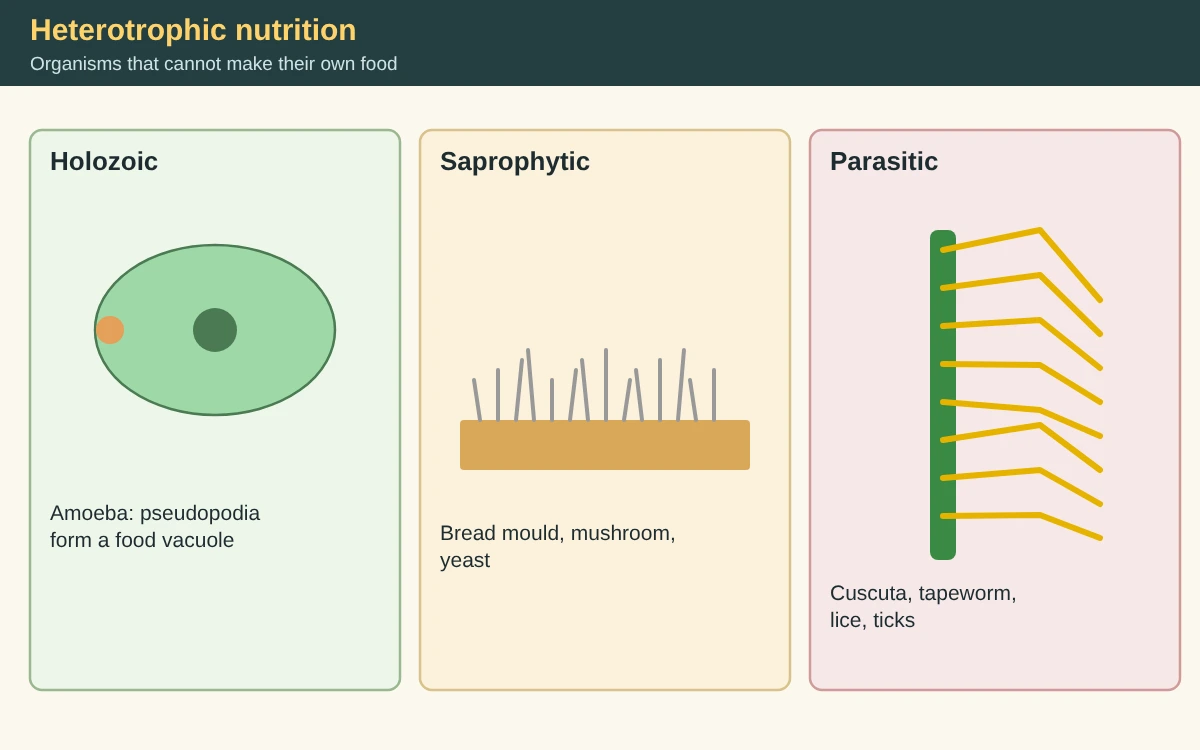 Heterotrophic nutrition
Organisms that cannot make their own food
Holozoic
Amoeba: pseudopodia
form a food vacuole
Saprophytic
Bread mould, mushroom,
yeast
Parasitic
Cuscuta, tapeworm,
lice, ticks